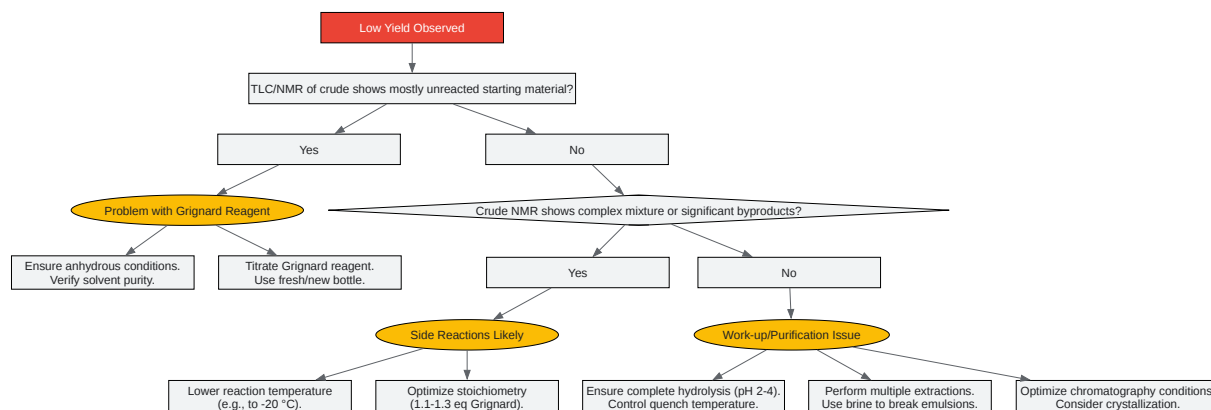 Low Yield Observed
TLC/NMR of crude shows mostly unreacted starting material?
Yes
No
Problem with Grignard Reagent
Crude NMR shows complex mixture or significant byproducts?
Ensure anhydrous conditions.
Verify solvent purity.
Titrate Grignard reagent.
Use fresh/new bottle.
Yes
No
Side Reactions Likely
Work-up/Purification Issue
Lower reaction temperature
(e.g., to -20 °C).
Optimize stoichiometry
(1.1-1.3 eq Grignard).
Ensure complete hydrolysis (pH 2-4).
Control quench temperature.
Perform multiple extractions.
Use brine to break emulsions.
Optimize chromatography conditions
Consider crystallization.